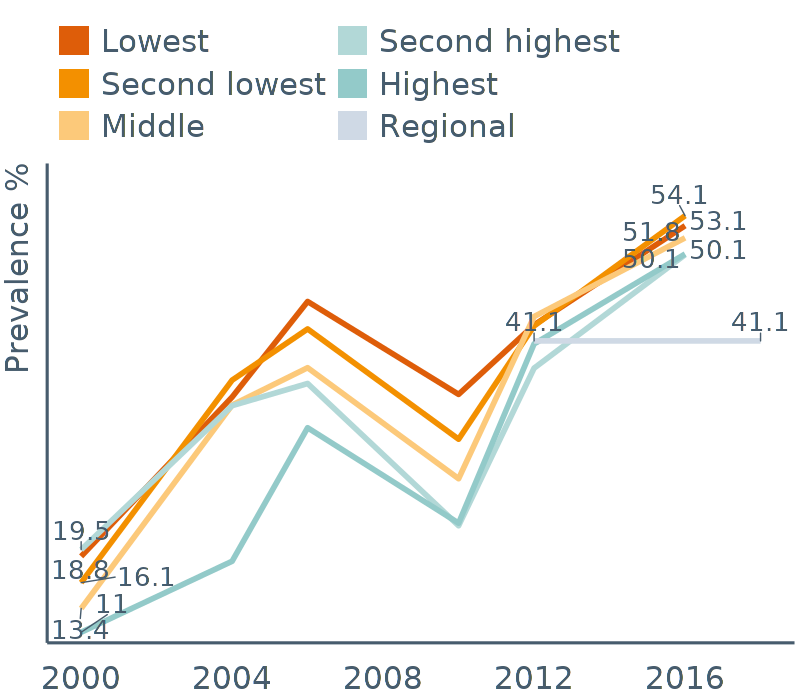 Lowest
Second highest
Second lowest
Highest
Middle
Regional
Prevalence %
54.1
53.1
51.8
50.1
50.1
41.1
41.1
19.5
18.8
16.1
11
13.4
2000
2004
2008
2012
2016